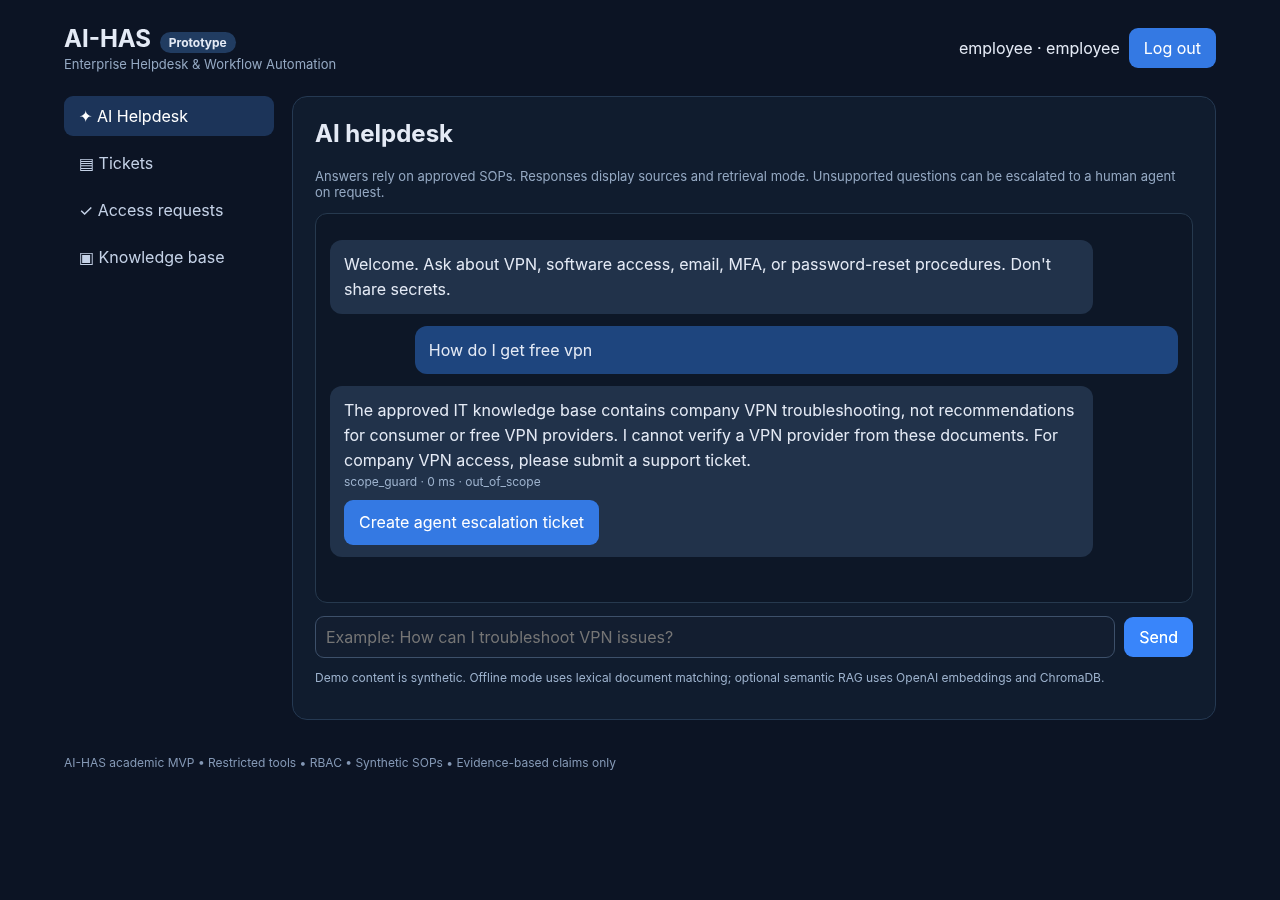 AI-HAS Prototype
Enterprise Helpdesk & Workflow Automation
employee · employee Log out
✦ AI Helpdesk
▤ Tickets
✓ Access requests
▣ Knowledge base
AI helpdesk
Answers rely on approved SOPs. Responses display sources and retrieval mode. Unsupported questions can be escalated to a human agent
on request.
Welcome. Ask about VPN, software access, email, MFA, or password-reset procedures. Don't
share secrets.
How do I get free vpn
The approved IT knowledge base contains company VPN troubleshooting, not recommendations
for consumer or free VPN providers. I cannot verify a VPN provider from these documents. For
company VPN access, please submit a support ticket.
scope_guard · 0 ms · out_of_scope
Create agent escalation ticket
Example: How can I troubleshoot VPN issues? Send
Demo content is synthetic. Offline mode uses lexical document matching; optional semantic RAG uses OpenAI embeddings and ChromaDB.
AI-HAS academic MVP • Restricted tools • RBAC • Synthetic SOPs • Evidence-based claims only